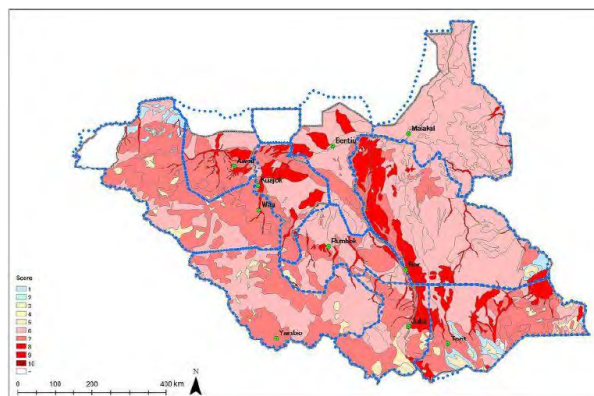 Malakal
Bentiu
Aweil
Kuajok
Wau
Rumbek
Bor
Juba
Torit
Yambio
Score
1
2
3
4
5
6
7
8
9
10
-
400 km
0
100
200